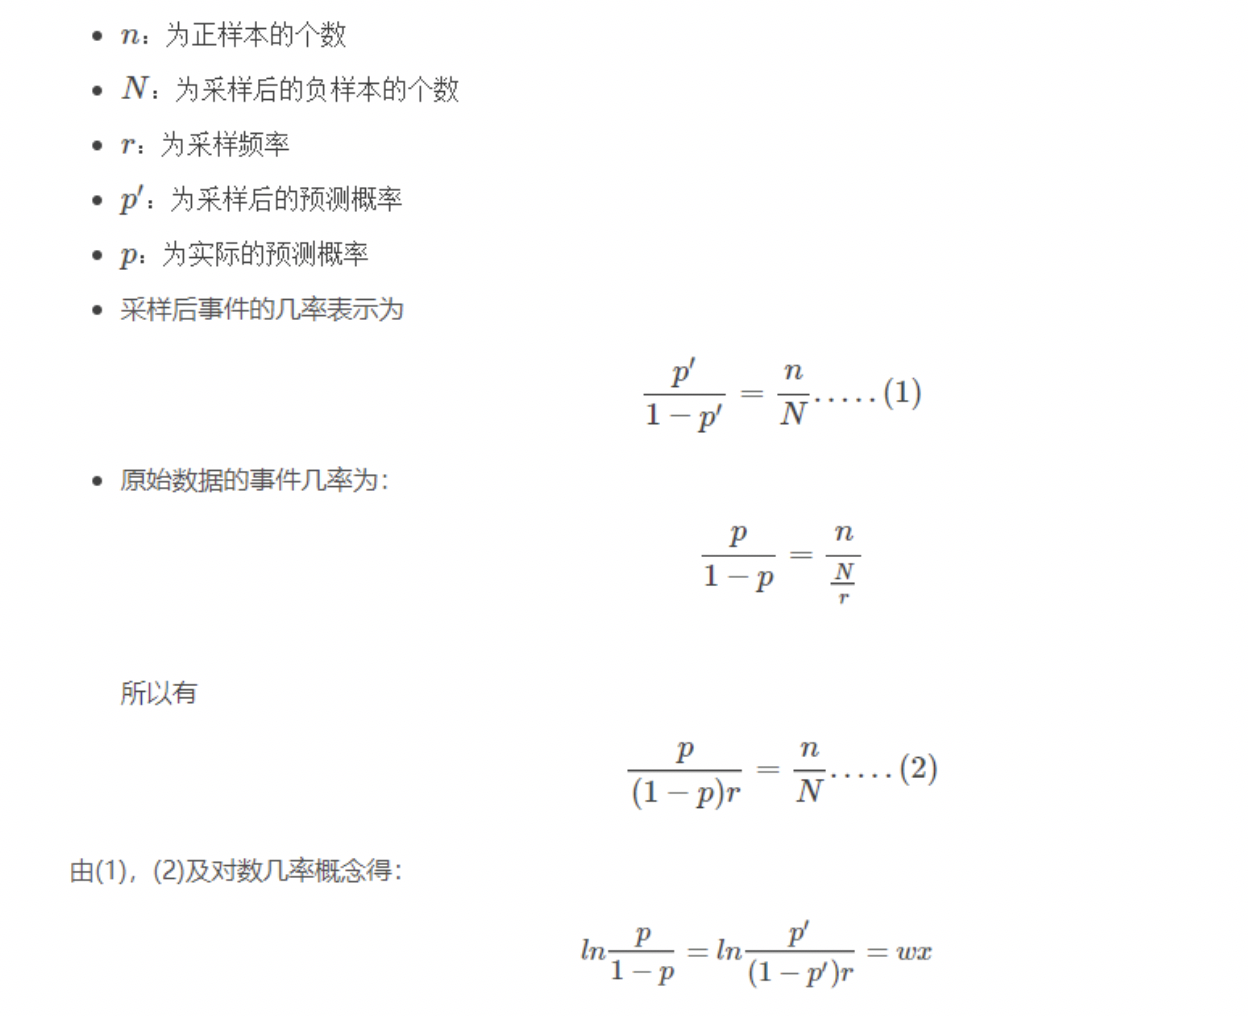 • n：为正样本的个数
• N：为采样后的负样本的个数
• r：为采样频率
• p′：为采样后的预测概率
• p：为实际的预测概率
• 采样后事件的几率表示为
\frac{p'}{1-p'} = \frac{n}{N}.....(1)
• 原始数据的事件几率为：
\frac{p}{1-p} = \frac{n}{\frac{N}{r}}
所以有
\frac{p}{(1-p)r} = \frac{n}{N}.....(2)
由(1)，(2)及对数几率概念得：
ln\frac{p}{1-p} = ln\frac{p'}{(1-p')r} = wx